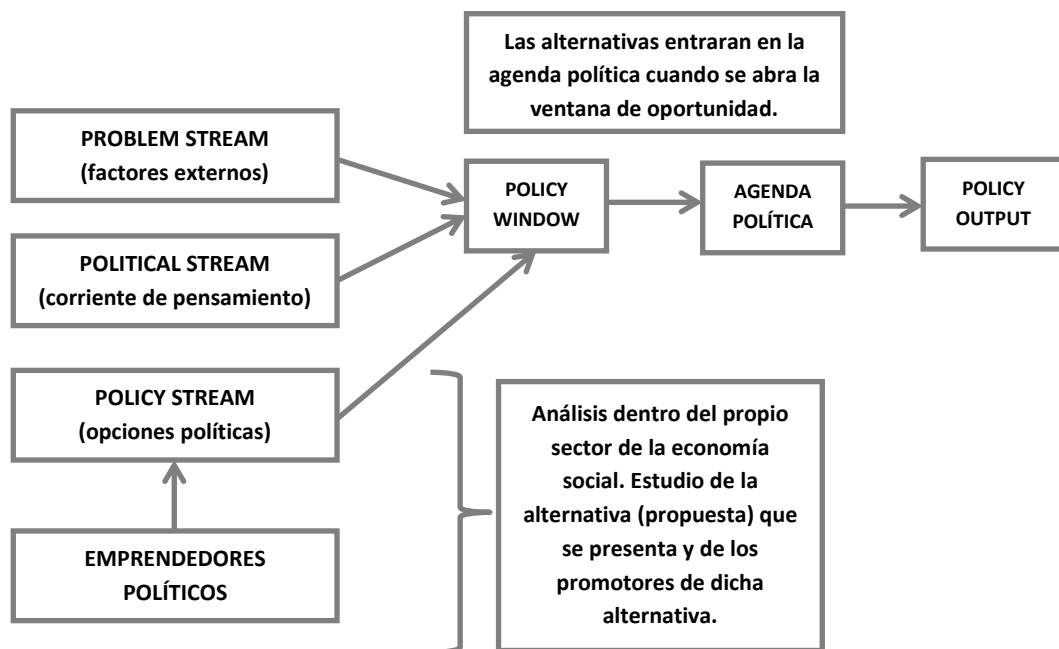 Las alternativas entraran en la
agenda política cuando se abra la
ventana de oportunidad.
PROBLEM STREAM
(factores externos)
POLICY
WINDOW
AGENDA
POLÍTICA
POLICY
OUTPUT
POLITICAL STREAM
(corriente de pensamiento)
POLICY STREAM
(opciones políticas)
Análisis dentro del propio
sector de la economía
social. Estudio de la
alternativa (propuesta) que
se presenta y de los
promotores de dicha
alternativa.
EMPRENDEDORES
POLÍTICOS